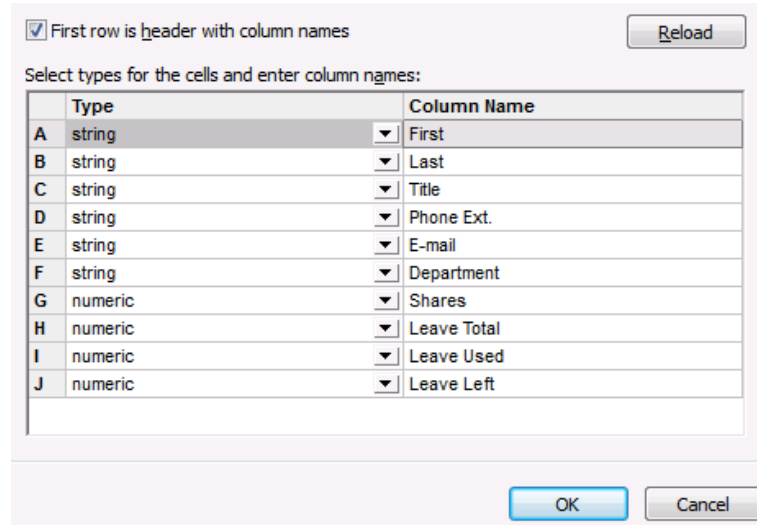 First row is header with column names Reload
Select types for the cells and enter column names:
Type Column Name
A string First
B string Last
C string Title
D string Phone Ext.
E string E-mail
F string Department
G numeric Shares
H numeric Leave Total
I numeric Leave Used
J numeric Leave Left
OK Cancel